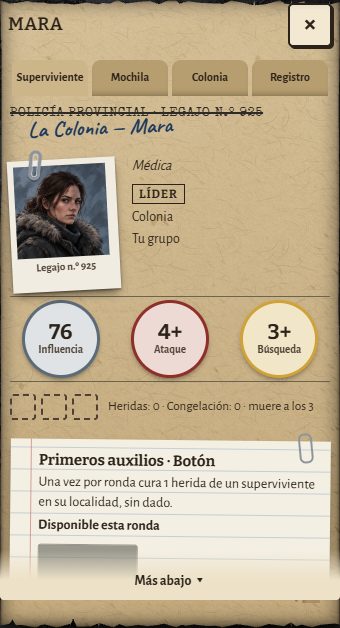 MARA
×
Superviviente
Mochila
Colonia
Registro
POLICÍA PROVINCIAL · LEGAJO N.º 925
La Colonia – Mara
Médica
LÍDER
Colonia
Tu grupo
Legajo n.º 925
76
Influencia
4+
Ataque
3+
Búsqueda
Heridas: 0 · Congelación: 0 · muere a los 3
Primeros auxilios · Botón
Una vez por ronda cura 1 herida de un superviviente
en su localidad, sin dado.
Disponible esta ronda
Más abajo